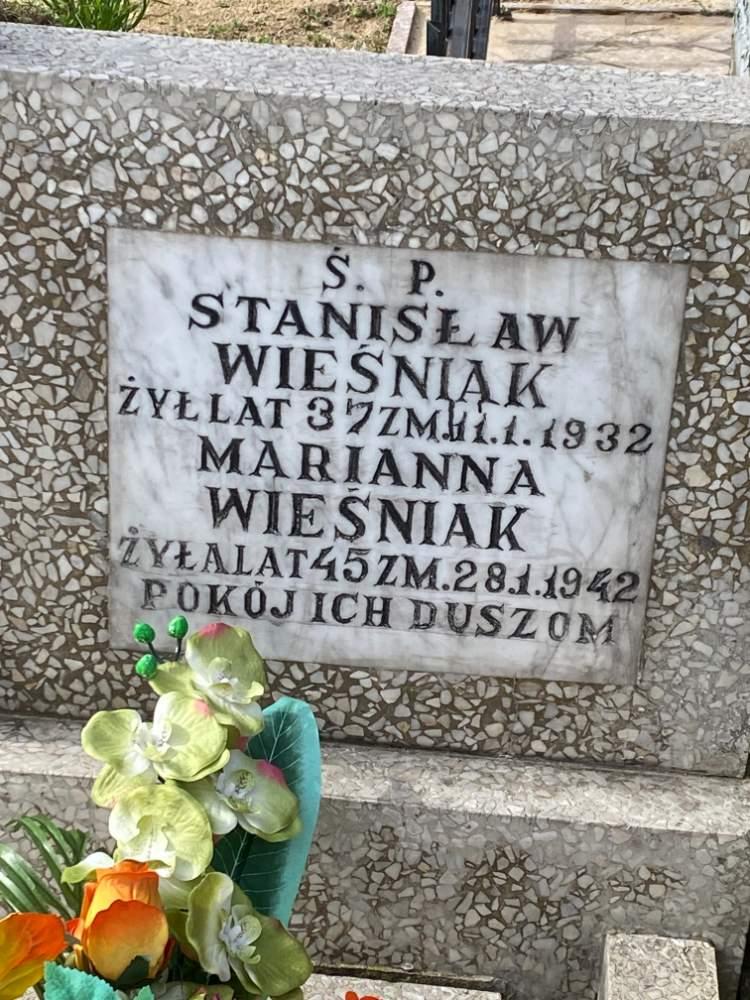 Ś. P.
STANISŁAW
WIEŚNIAK
ŻYŁ LAT 37 ZM. 11.1.1932
MARIANNA
WIEŚNIAK
ŻYŁA LAT 45 ZM. 28.1.1942
POKÓJ ICH DUSZOM